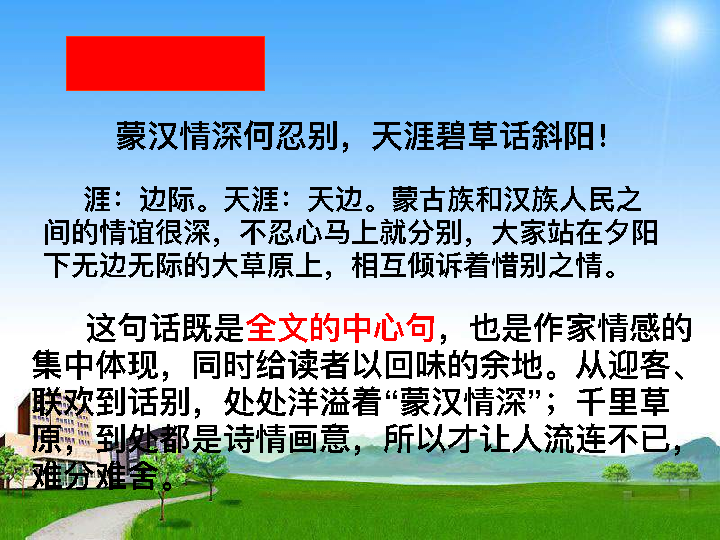 蒙汉情深何忍别，天涯碧草话斜阳！
涯：边际。天涯：天边。蒙古族和汉族人民之
间的情谊很深，不忍心马上就分别，大家站在夕阳
下无边无际的大草原上，相互倾诉着惜别之情。
这句话既是全文的中心句，也是作家情感的
集中体现，同时给读者以回味的余地。从迎客、
联欢到话别，处处洋溢着“蒙汉情深”；千里草
原，到处都是诗情画意，所以才让人流连不已，
难分难舍。